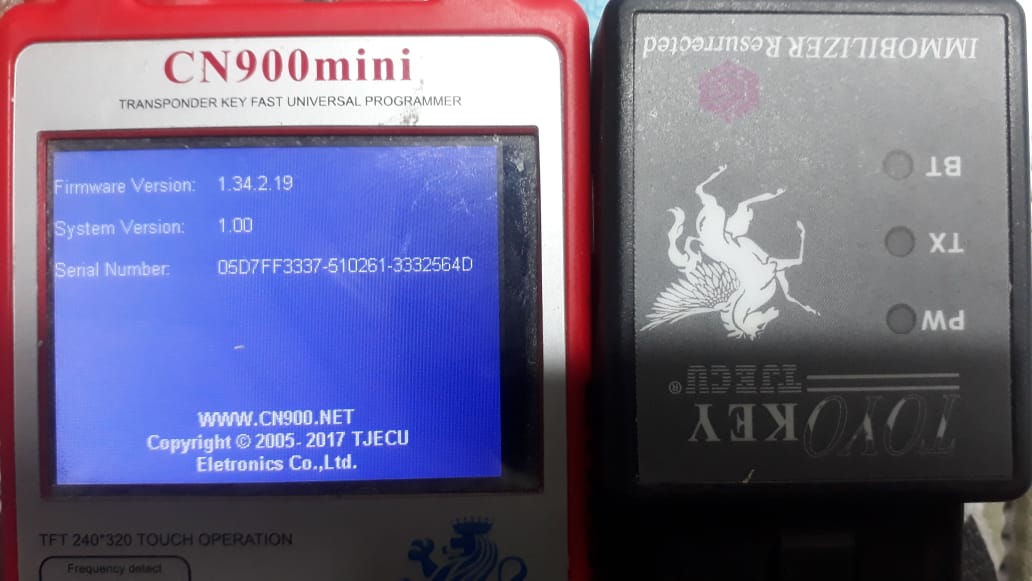 CN900mini
TRANSPONDER KEY FAST UNIVERSAL PROGRAMMER
Firmware Version: 1.34.2.19
System Version: 1.00
Serial Number: 05D7FF3337-510261-3332564D
WWW.CN900.NET
Copyright © 2005- 2017 TJECU
Eletronics Co.,Ltd.
TFT 240*320 TOUCH OPERATION
Frequency detect
TOYO KEY
TJECU®
PW
TX
BT
IMMOBILIZER Resurrected